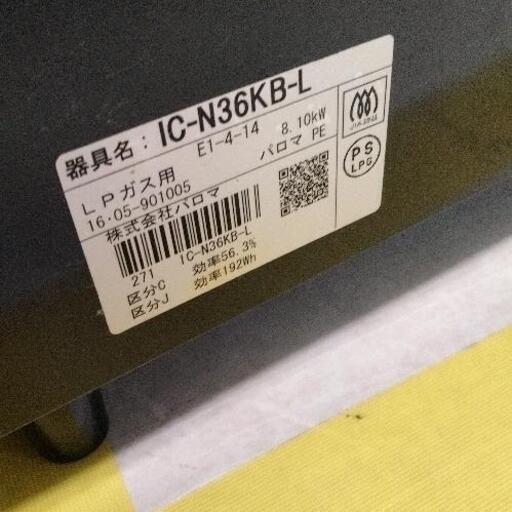 器具名：IC-N36KB-L
E1-4-14 8.10kW
LPガス用 パロマ PE
16・05-901005
株式会社パロマ
271 IC-N36KB-L
区分C 効率56.3%
区分J 効率192Wh
PS
LPG